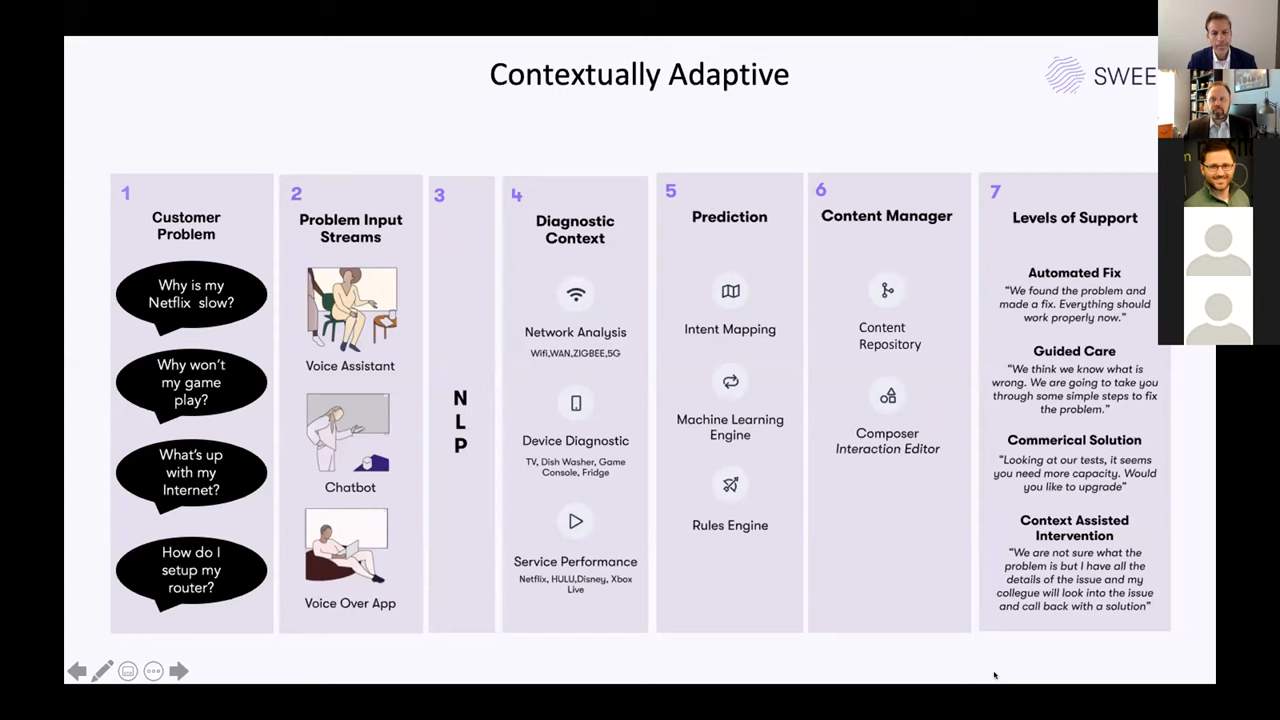 Contextually Adaptive
SWEE
1
Customer
Problem
Why is my
Netflix slow?
Why won't
my game
play?
What's up
with my
Internet?
How do I
setup my
router?
2
Problem Input
Streams
Voice Assistant
Chatbot
Voice Over App
3
N
L
P
4
Diagnostic
Context
Network Analysis
Wifi,WAN,ZIGBEE,5G
Device Diagnostic
TV, Dish Washer, Game
Console, Fridge
Service Performance
Netflix, HULU,Disney, Xbox
Live
5
Prediction
Intent Mapping
Machine Learning
Engine
Rules Engine
6
Content Manager
Content
Repository
Composer
Interaction Editor
7
Levels of Support
Automated Fix
"We found the problem and
made a fix. Everything should
work properly now."
Guided Care
"We think we know what is
wrong. We are going to take you
through some simple steps to fix
the problem."
Commerical Solution
"Looking at our tests, it seems
you need more capacity. Would
you like to upgrade"
Context Assisted
Intervention
"We are not sure what the
problem is but I have all the
details of the issue and my
collegue will look into the issue
and call back with a solution"